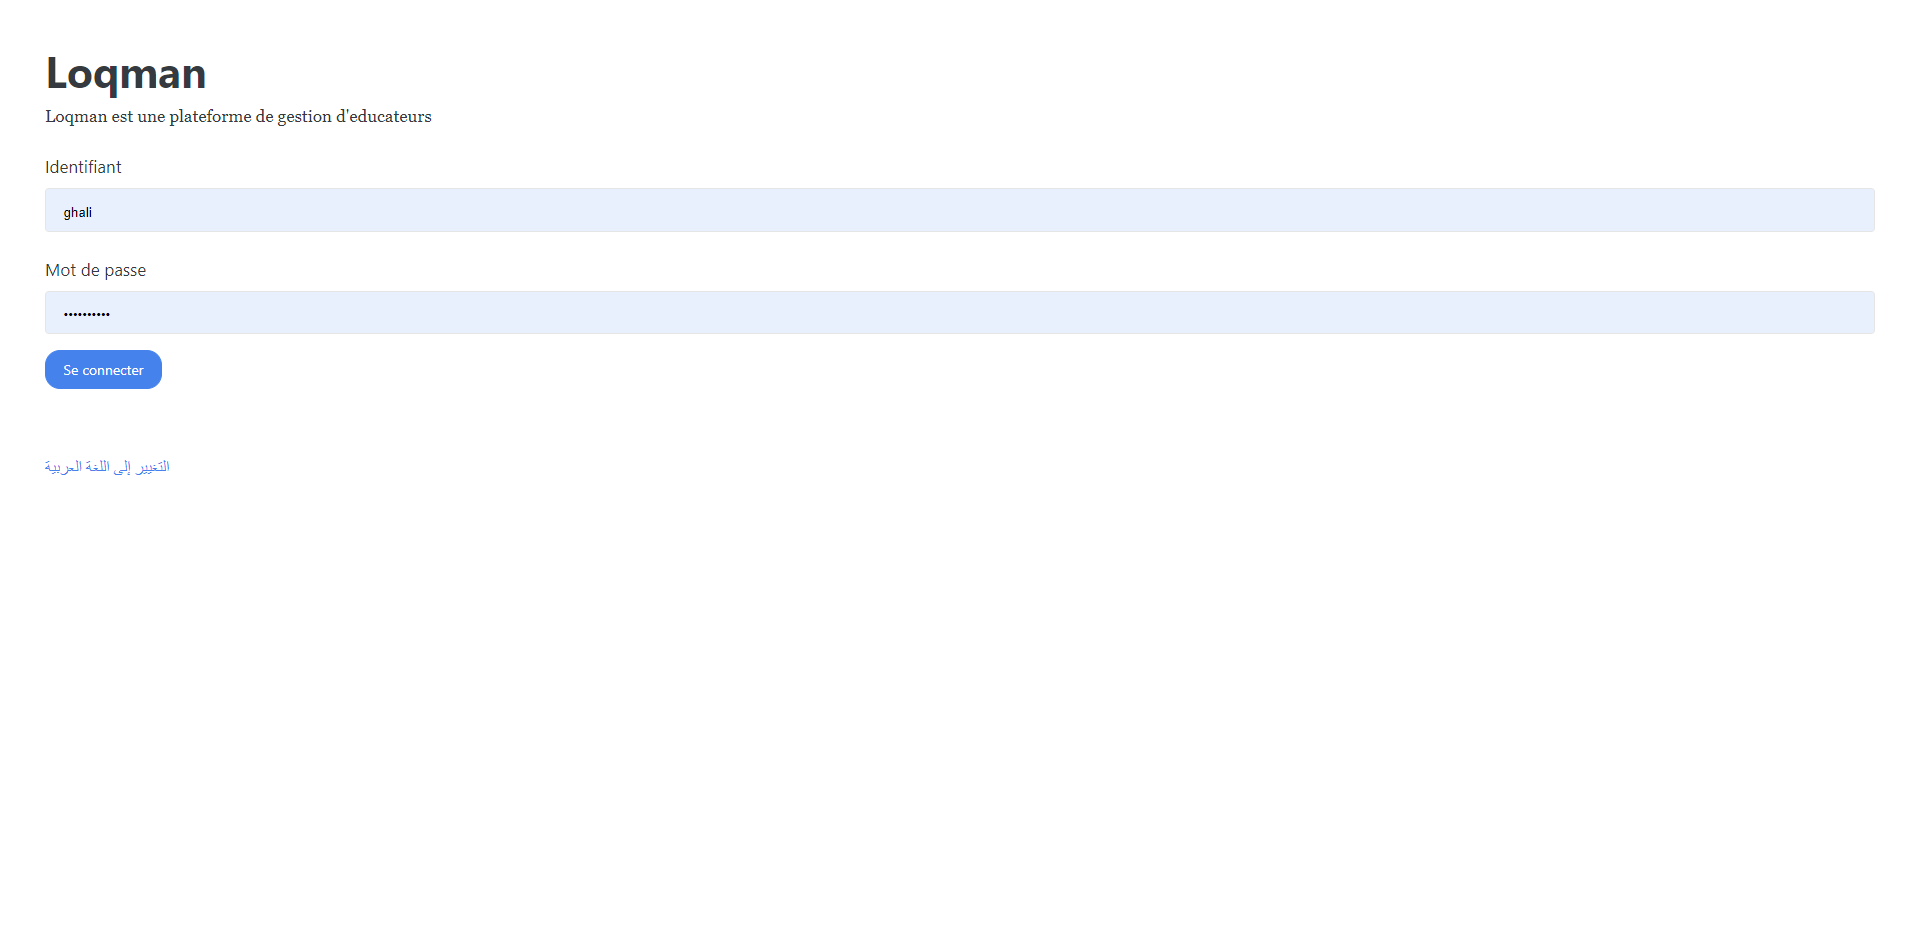 Loqman
Loqman est une plateforme de gestion d'educateurs
Identifiant
ghali
Mot de passe
••••••••••
Se connecter
التغيير إلى اللغة العربية